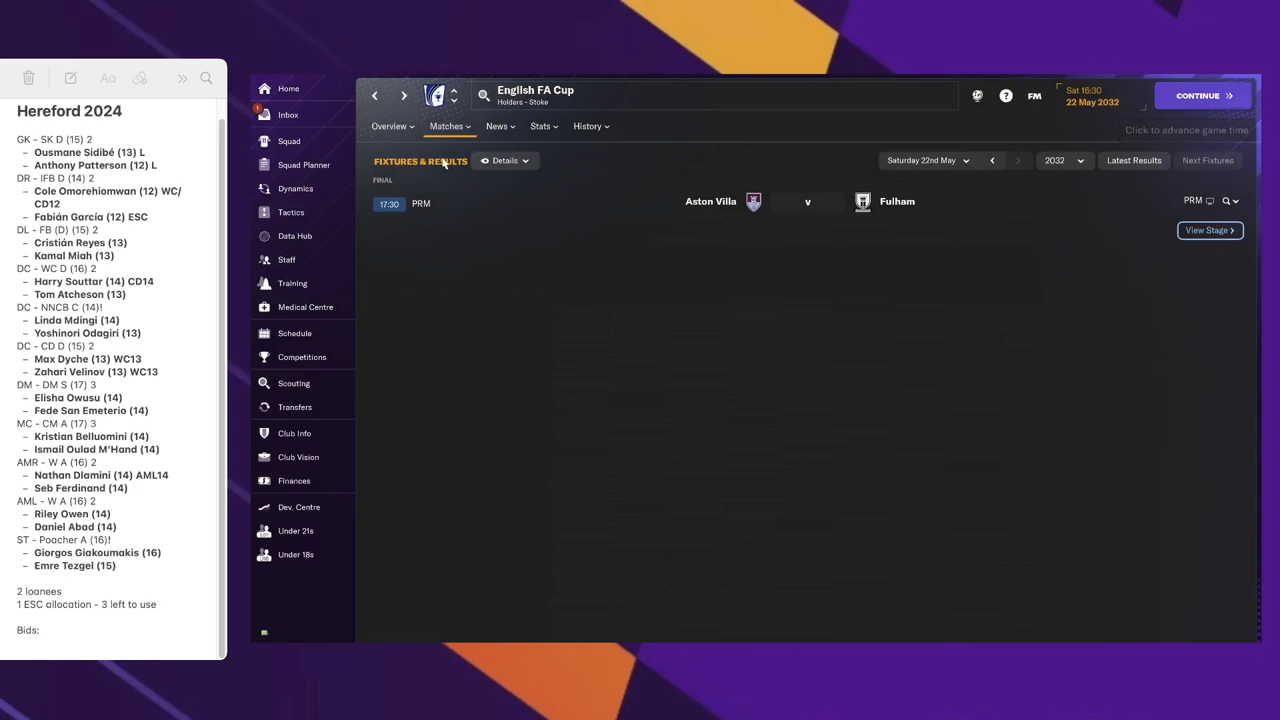 Aa
Hereford 2024
GK - SK D (15) 2
– Ousmane Sidibé (13) L
– Anthony Patterson (12) L
DR - IFB D (14) 2
– Cole Omorehiomwan (12) WC/
CD12
– Fabián García (12) ESC
DL - FB (D) (15) 2
– Cristián Reyes (13)
– Kamal Miah (13)
DC - WC D (16) 2
– Harry Souttar (14) CD14
– Tom Atcheson (13)
DC - NNCB C (14)!
– Linda Mdingi (14)
– Yoshinori Odagiri (13)
DC - CD D (15) 2
– Max Dyche (13) WC13
– Zahari Velinov (13) WC13
DM - DM S (17) 3
– Elisha Owusu (14)
– Fede San Emeterio (14)
MC - CM A (17) 3
– Kristian Belluomini (14)
– Ismail Oulad M'Hand (14)
AMR - W A (16) 2
– Nathan Dlamini (14) AML14
– Seb Ferdinand (14)
AML - W A (16) 2
– Riley Owen (14)
– Daniel Abad (14)
ST - Poacher A (16)!
– Giorgos Giakoumakis (16)
– Emre Tezgel (15)
2 loanees
1 ESC allocation - 3 left to use
Bids:
Home
1
Inbox
Squad
Squad Planner
Dynamics
Tactics
Data Hub
Staff
Training
Medical Centre
Schedule
Competitions
Scouting
Transfers
Club Info
Club Vision
Finances
Dev. Centre
Under 21s
Under 18s
English FA Cup
Holders - Stoke
FM
Sat 16:30
22 May 2032
CONTINUE
Overview
Matches
News
Stats
History
Click to advance game time
FIXTURES & RESULTS
Details
Saturday 22nd May
2032
Latest Results
Next Fixtures
FINAL
17:30 PRM Aston Villa v Fulham PRM
View Stage